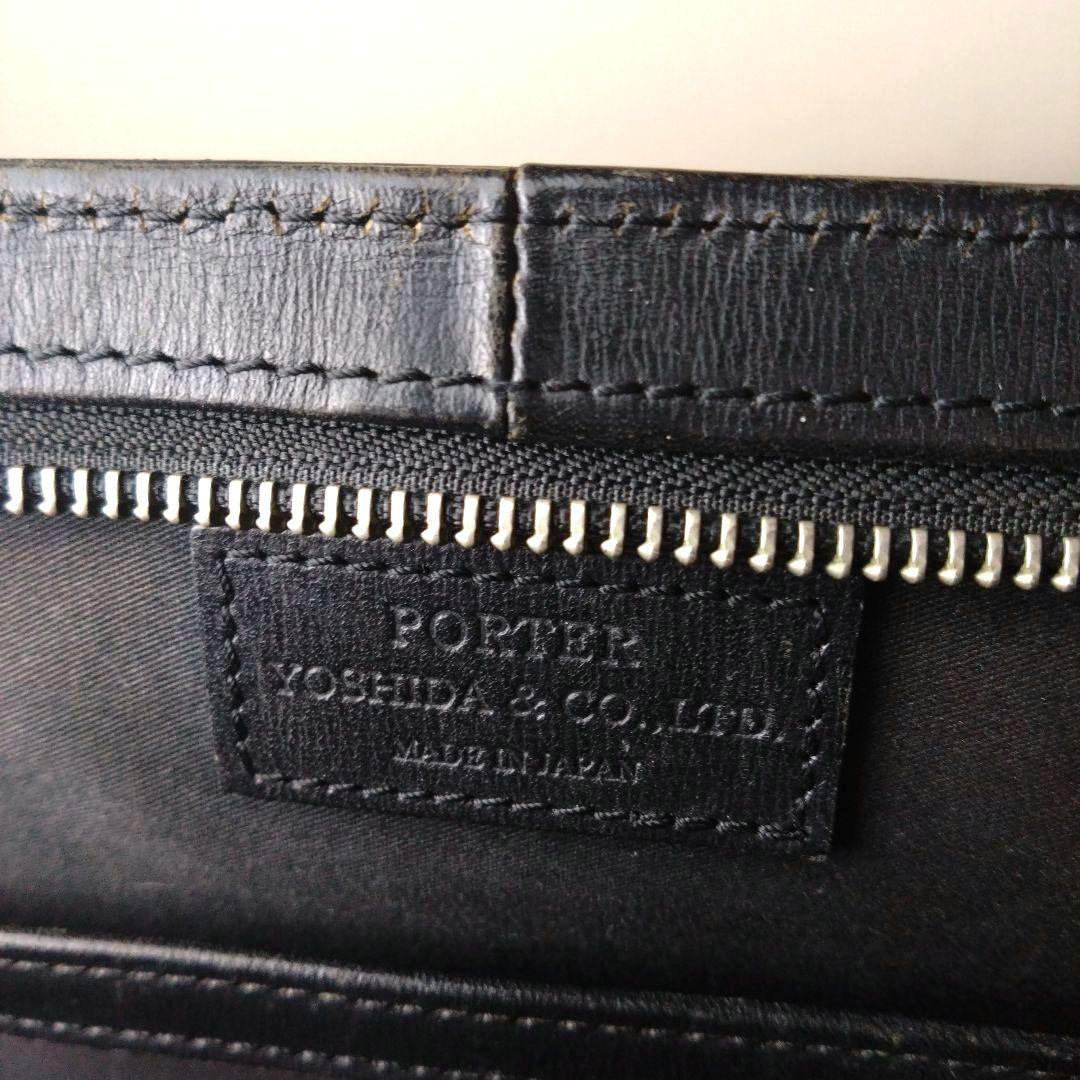 PORTER
YOSHIDA & CO., LTD.
MADE IN JAPAN